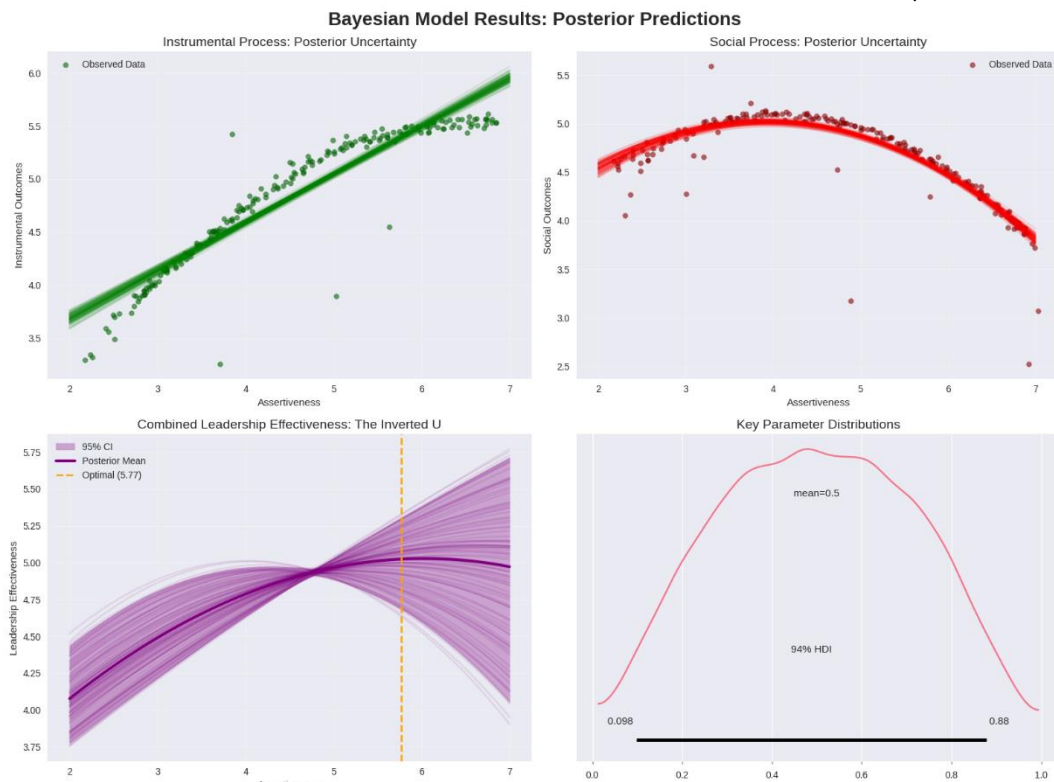 Bayesian Model Results: Posterior Predictions
Instrumental Process: Posterior Uncertainty
Observed Data
6.0
5.5
5.0
4.5
4.0
3.5
Instrumental Outcomes
2 3 4 5 6 7
Assertiveness
Social Process: Posterior Uncertainty
Observed Data
5.5
5.0
4.5
4.0
3.5
3.0
2.5
Social Outcomes
2 3 4 5 6 7
Assertiveness
Combined Leadership Effectiveness: The Inverted U
95% CI
Posterior Mean
Optimal (5.77)
5.75
5.50
5.25
5.00
4.75
4.50
4.25
4.00
3.75
Leadership Effectiveness
2 3 4 5 6 7
Key Parameter Distributions
mean=0.5
94% HDI
0.098 0.88
0.0 0.2 0.4 0.6 0.8 1.0